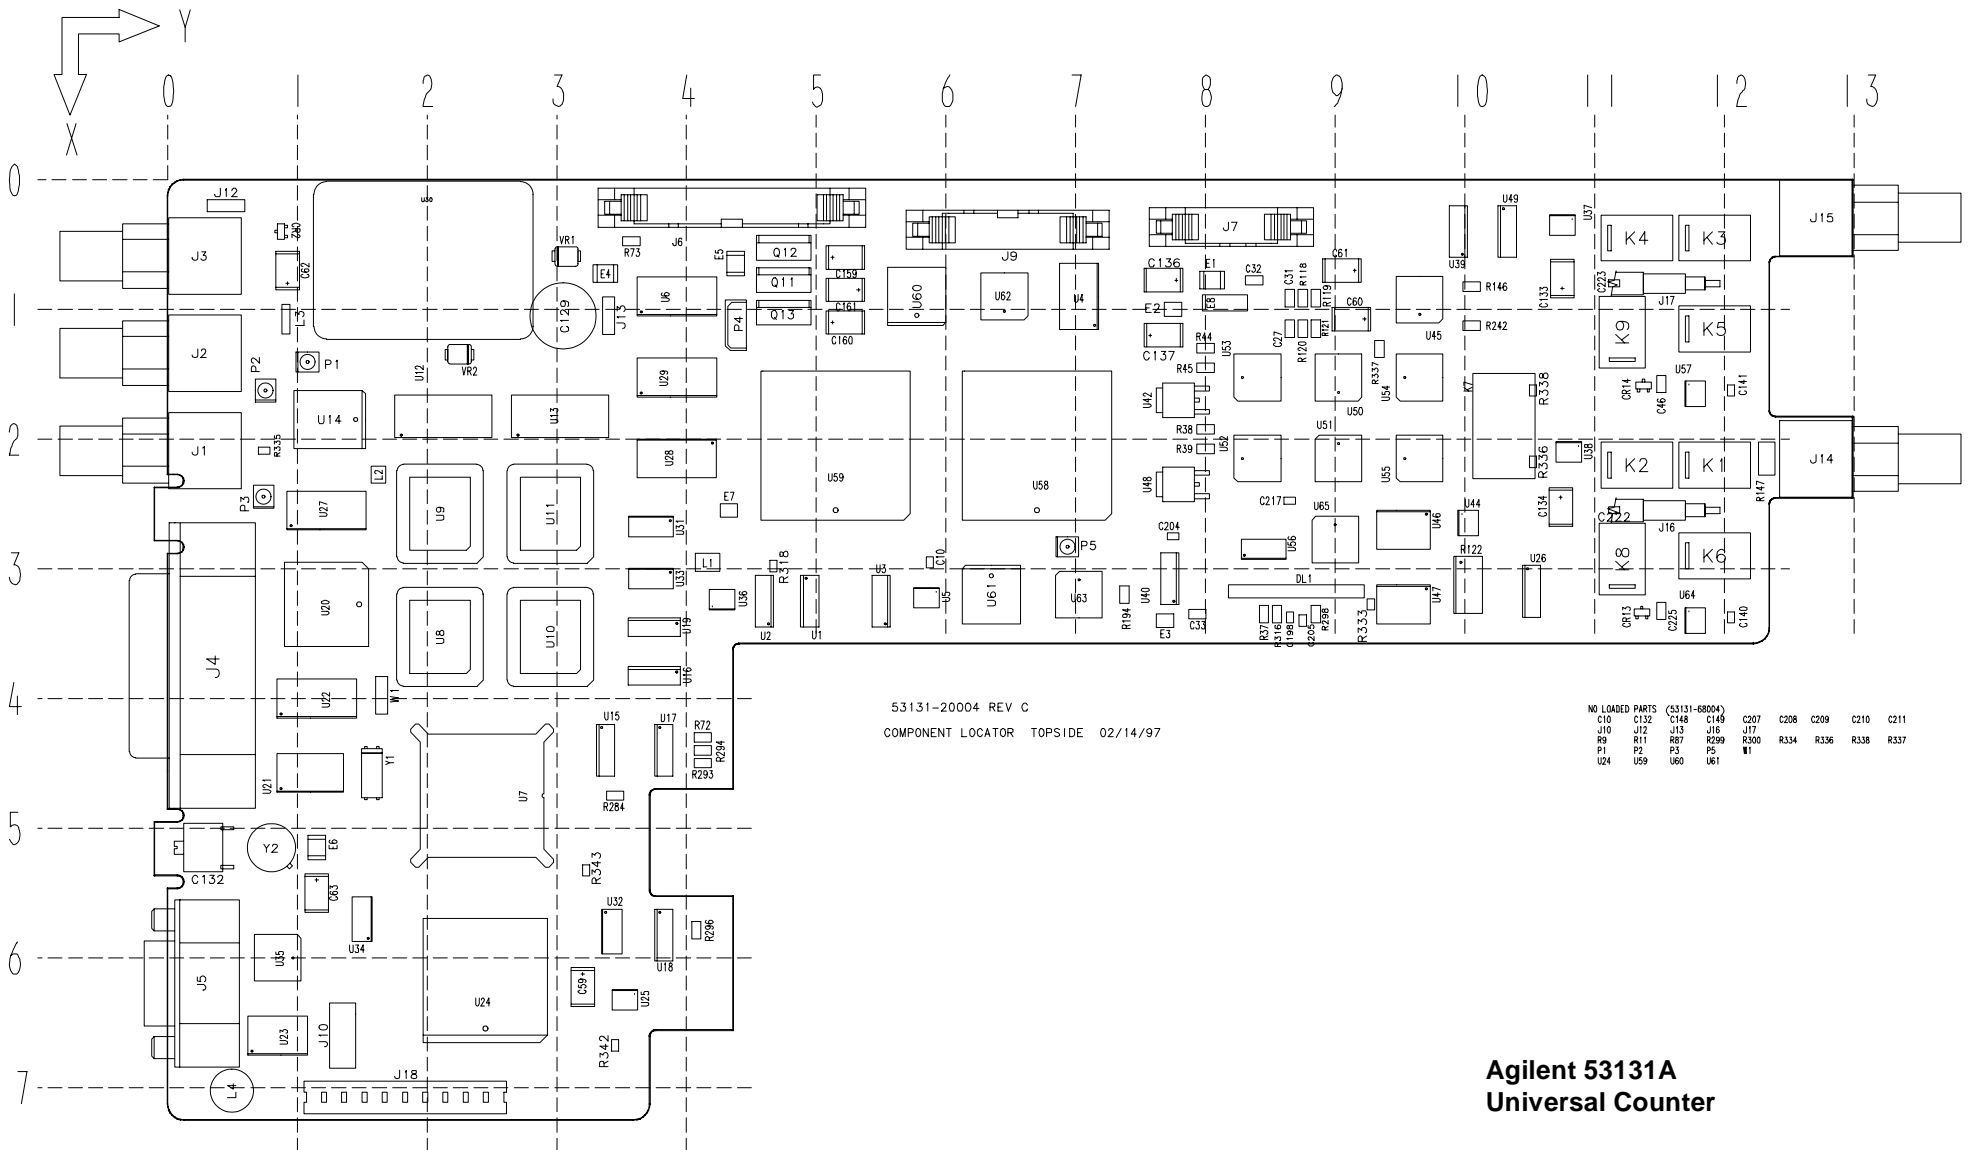 Y
X
0 1 2 3 4 5 6 7 8 9 10 11 12 13
0
J12
CR2
U30
VR1
R73
J6
E5
Q12
J9
J7
U39
U49
U37
K4
K3
J15
J3
C62
E4
U6
Q11
C159
U60
U62
U4
C136
E1
C32
C31
R118
R119
C61
R146
C133
C223
J17
1
L3
C129
J13
P4
Q13
C161
C160
E2
E8
C60
U45
R242
K9
K5
J2
P2
P1
VR2
U12
U29
C137
R44
R45
U53
C27
R120
R121
R337
U54
U50
K7
R338
CR14
C46
U57
C141
U14
U13
U42
R38
U51
2
J1
R335
L2
U28
U59
U58
R39
U52
U48
U55
R336
U38
K2
K1
R147
J14
P3
U27
U9
U11
U31
E7
C204
C217
U65
U46
U44
C134
C222
J16
3
L1
R318
C10
P5
U56
R122
U26
K8
K6
U20
U8
U10
U33
U36
U2
U1
U3
U5
U61
U63
R194
U40
E3
C33
DL1
R37
R316
C198
C205
R298
R333
U47
CR13
C225
U64
C140
U19
U16
J4
4
U22
W1
U15
U17
R72
R294
R293
53131-20004 REV C
COMPONENT LOCATOR TOPSIDE 02/14/97
NO LOADED PARTS (53131-68004)
C10 C132 C148 C149 C207 C208 C209 C210 C211
J10 J12 J13 J16 J17
R9 R11 R87 R299 R300 R334 R336 R338 R337
P1 P2 P3 P5 W1
U24 U59 U60 U61
U21
Y1
U7
R284
5
Y2
E6
C132
C63
R343
U34
U32
U18
R296
6
U35
J5
U24
C59
U25
U23
J10
R342
7
L4
J18
Agilent 53131A
Universal Counter